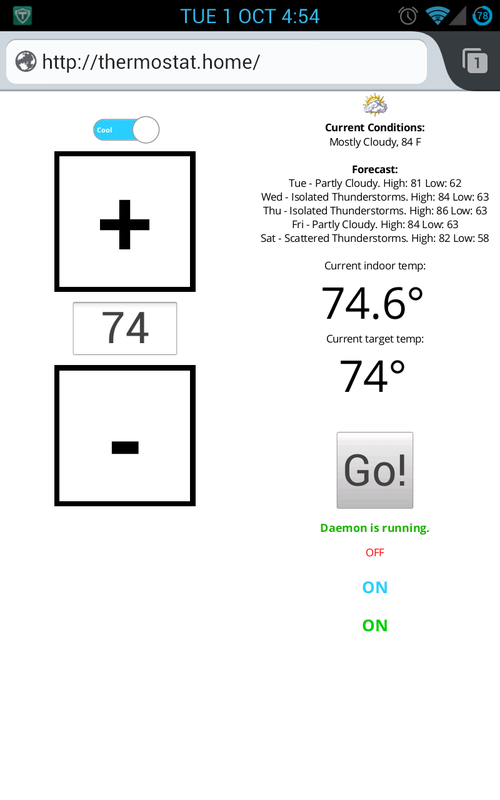 TUE 1 OCT 4:54
78
http://thermostat.home/
1
Cool
+
74
-
Current Conditions:
Mostly Cloudy, 84 F
Forecast:
Tue - Partly Cloudy. High: 81 Low: 62
Wed - Isolated Thunderstorms. High: 84 Low: 63
Thu - Isolated Thunderstorms. High: 86 Low: 63
Fri - Partly Cloudy. High: 84 Low: 63
Sat - Scattered Thunderstorms. High: 82 Low: 58
Current indoor temp:
74.6°
Current target temp:
74°
Go!
Daemon is running.
OFF
ON
ON